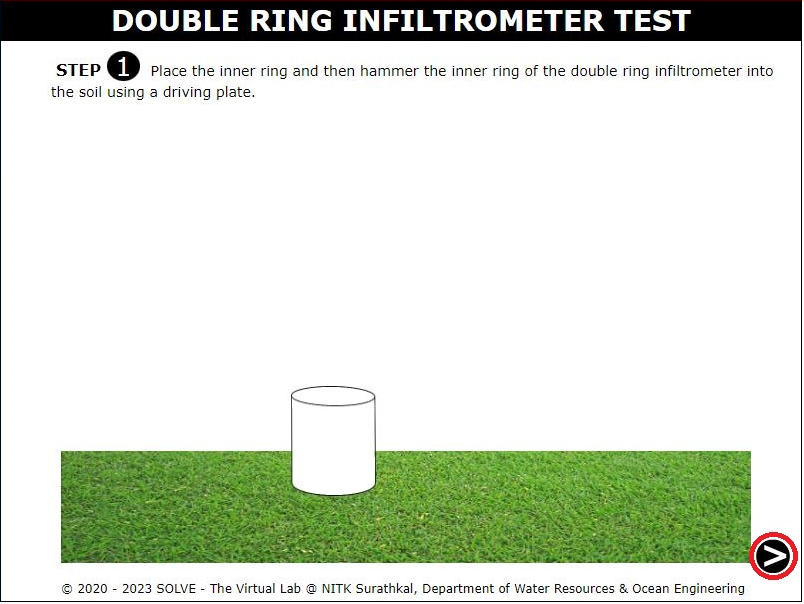 DOUBLE RING INFILTROMETER TEST
STEP 1 Place the inner ring and then hammer the inner ring of the double ring infiltrometer into
the soil using a driving plate.
>
© 2020 - 2023 SOLVE - The Virtual Lab @ NITK Surathkal, Department of Water Resources & Ocean Engineering